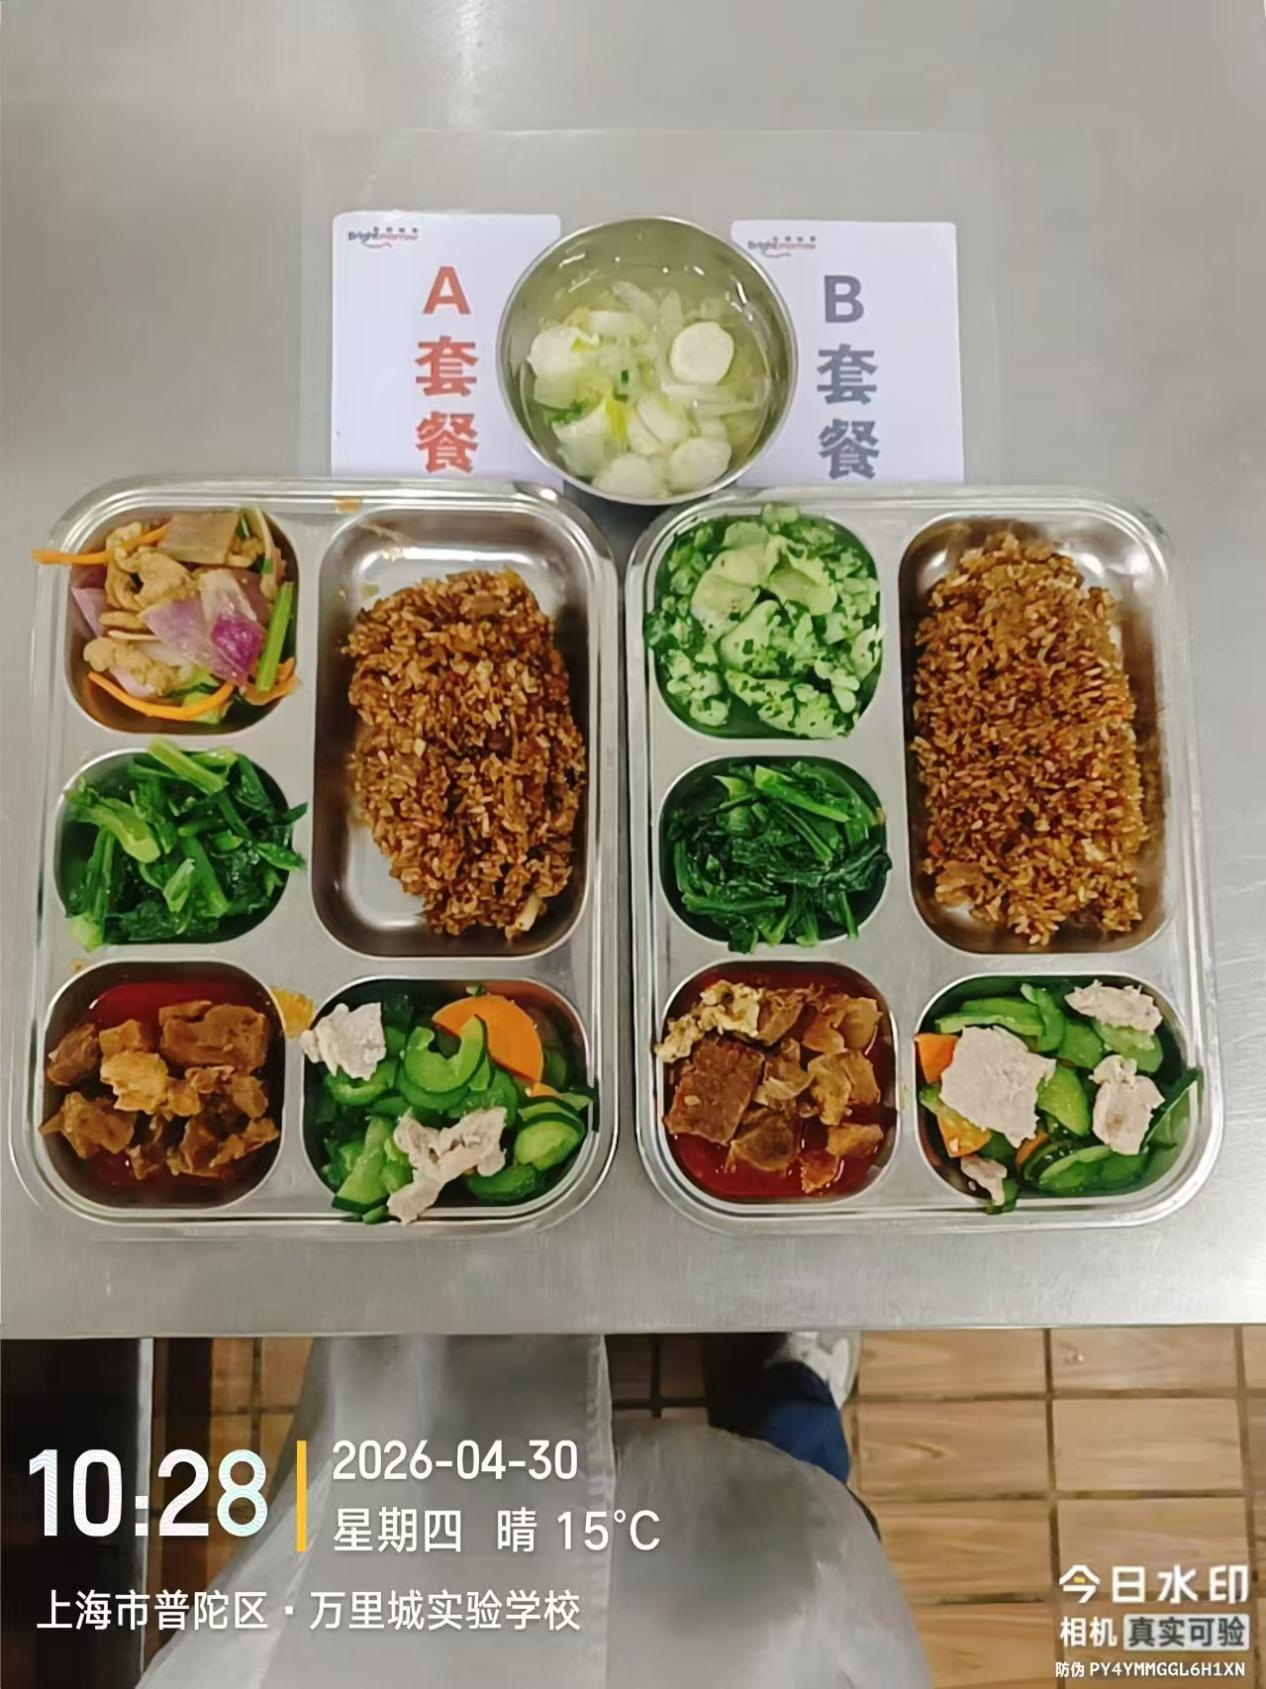 Brightmorrow
A
套
餐
Brightmorrow
B
套
餐
10:28
2026-04-30
星期四 晴 15°C
上海市普陀区·万里城实验学校
今日水印
相机 真实可验
防伪 PY4YMMGGL6H1XN